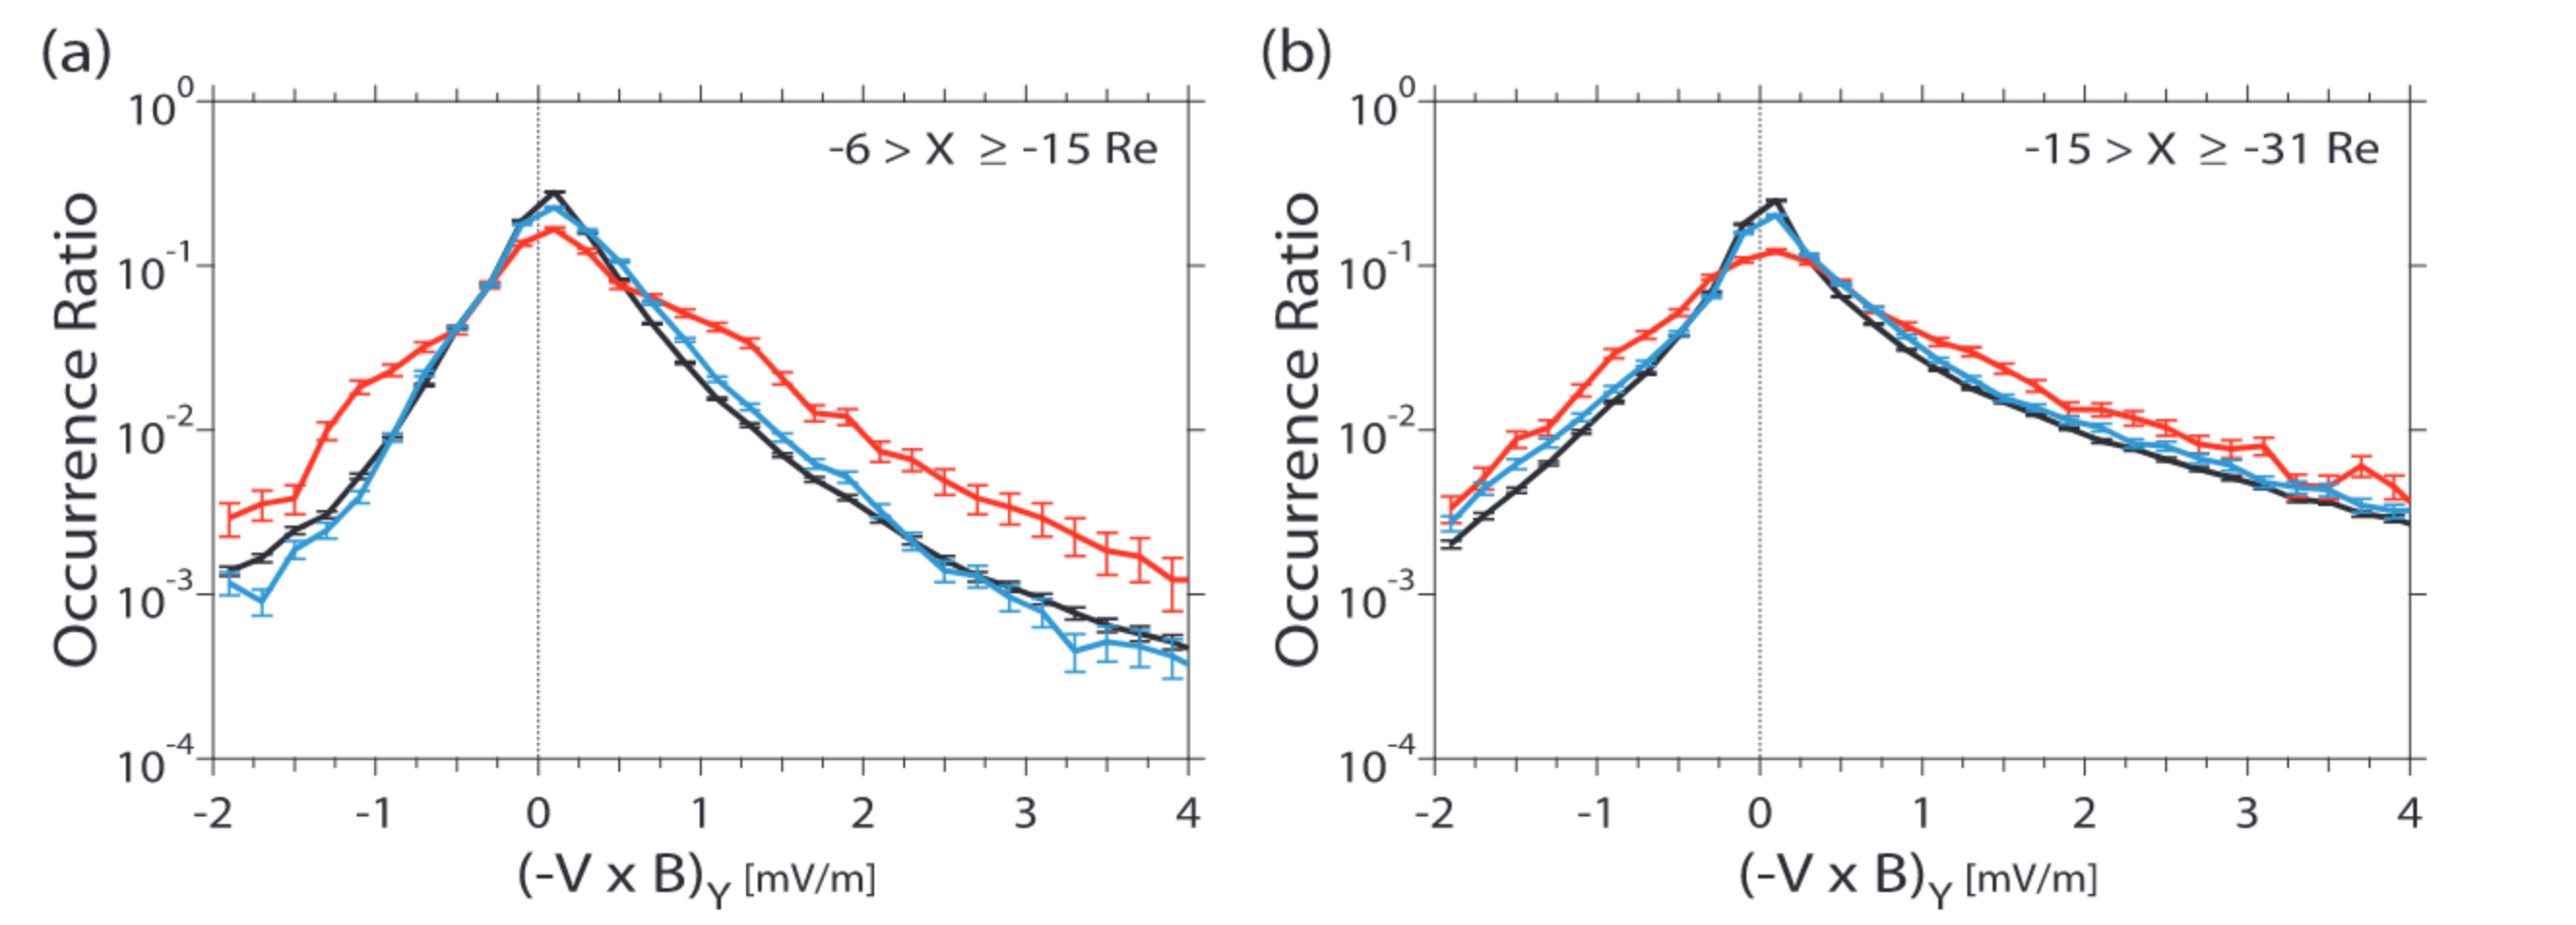 (a)
-6 > X ≥ -15 Re
Occurrence Ratio
10^0
10^-1
10^-2
10^-3
10^-4
-2 -1 0 1 2 3 4
(-V x B)_Y [mV/m]
(b)
-15 > X ≥ -31 Re
Occurrence Ratio
10^0
10^-1
10^-2
10^-3
10^-4
-2 -1 0 1 2 3 4
(-V x B)_Y [mV/m]